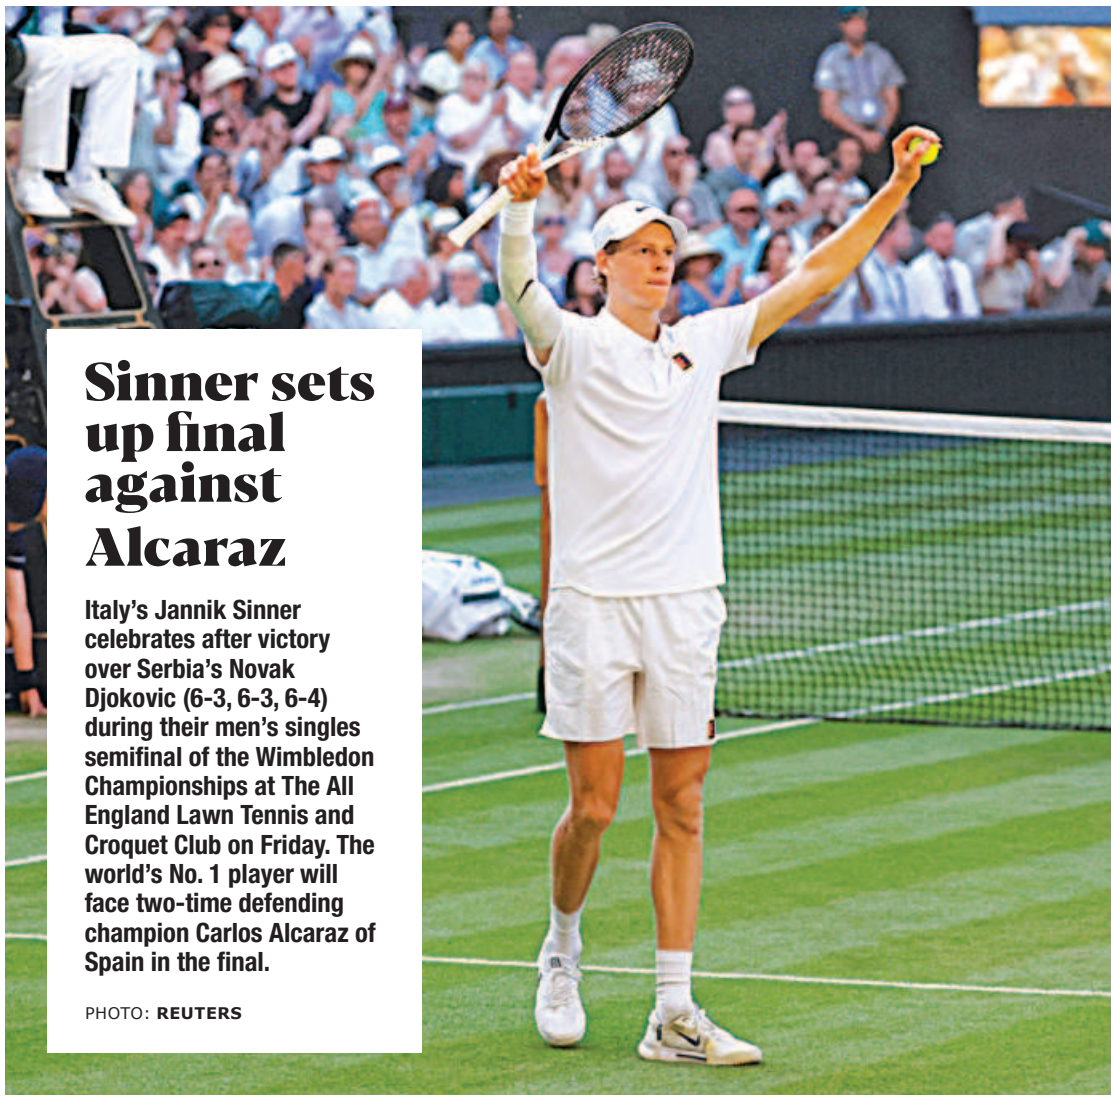 Sinner sets
up final
against
Alcaraz
Italy’s Jannik Sinner
celebrates after victory
over Serbia’s Novak
Djokovic (6-3, 6-3, 6-4)
during their men’s singles
semifinal of the Wimbledon
Championships at The All
England Lawn Tennis and
Croquet Club on Friday. The
world’s No. 1 player will
face two-time defending
champion Carlos Alcaraz of
Spain in the final.
PHOTO: REUTERS